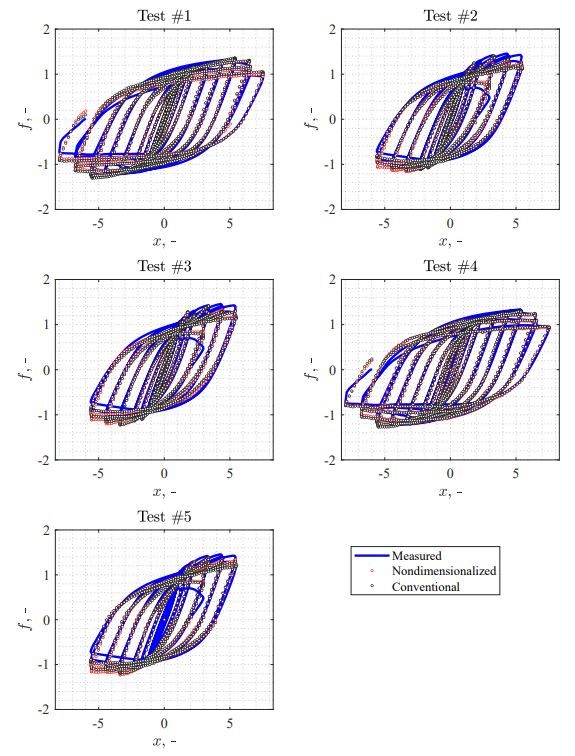 Test #1
Test #2
2
1
0
-1
-2
f, -
-5
0
5
x, -
2
1
0
-1
-2
f, -
-5
0
5
x, -
Test #3
Test #4
2
1
0
-1
-2
f, -
-5
0
5
x, -
2
1
0
-1
-2
f, -
-5
0
5
x, -
Test #5
2
1
0
-1
-2
f, -
-5
0
5
x, -
Measured
Nondimensionalized
Conventional